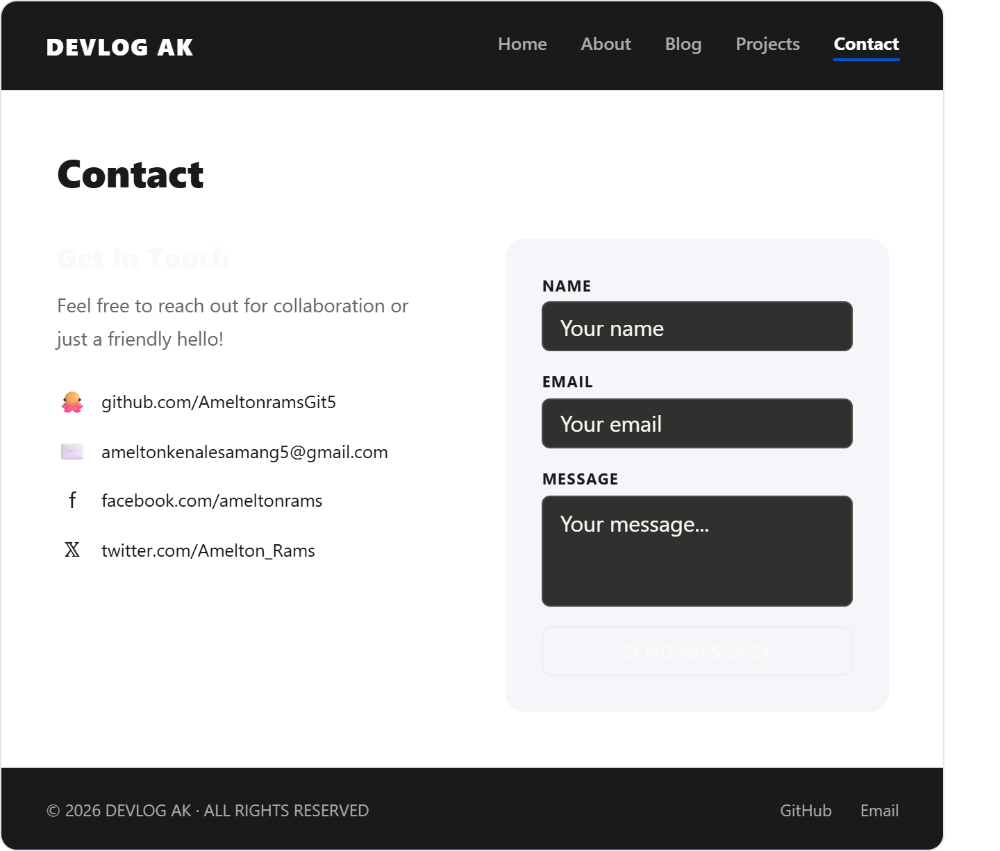 DEVLOG AK
Home About Blog Projects Contact
Contact
Get In Touch
Feel free to reach out for collaboration or
just a friendly hello!
github.com/AmeltonramsGit5
ameltonkenalesamang5@gmail.com
f facebook.com/ameltonrams
𝕏 twitter.com/Amelton_Rams
NAME
Your name
EMAIL
Your email
MESSAGE
Your message...
SEND MESSAGE
© 2026 DEVLOG AK · ALL RIGHTS RESERVED
GitHub Email